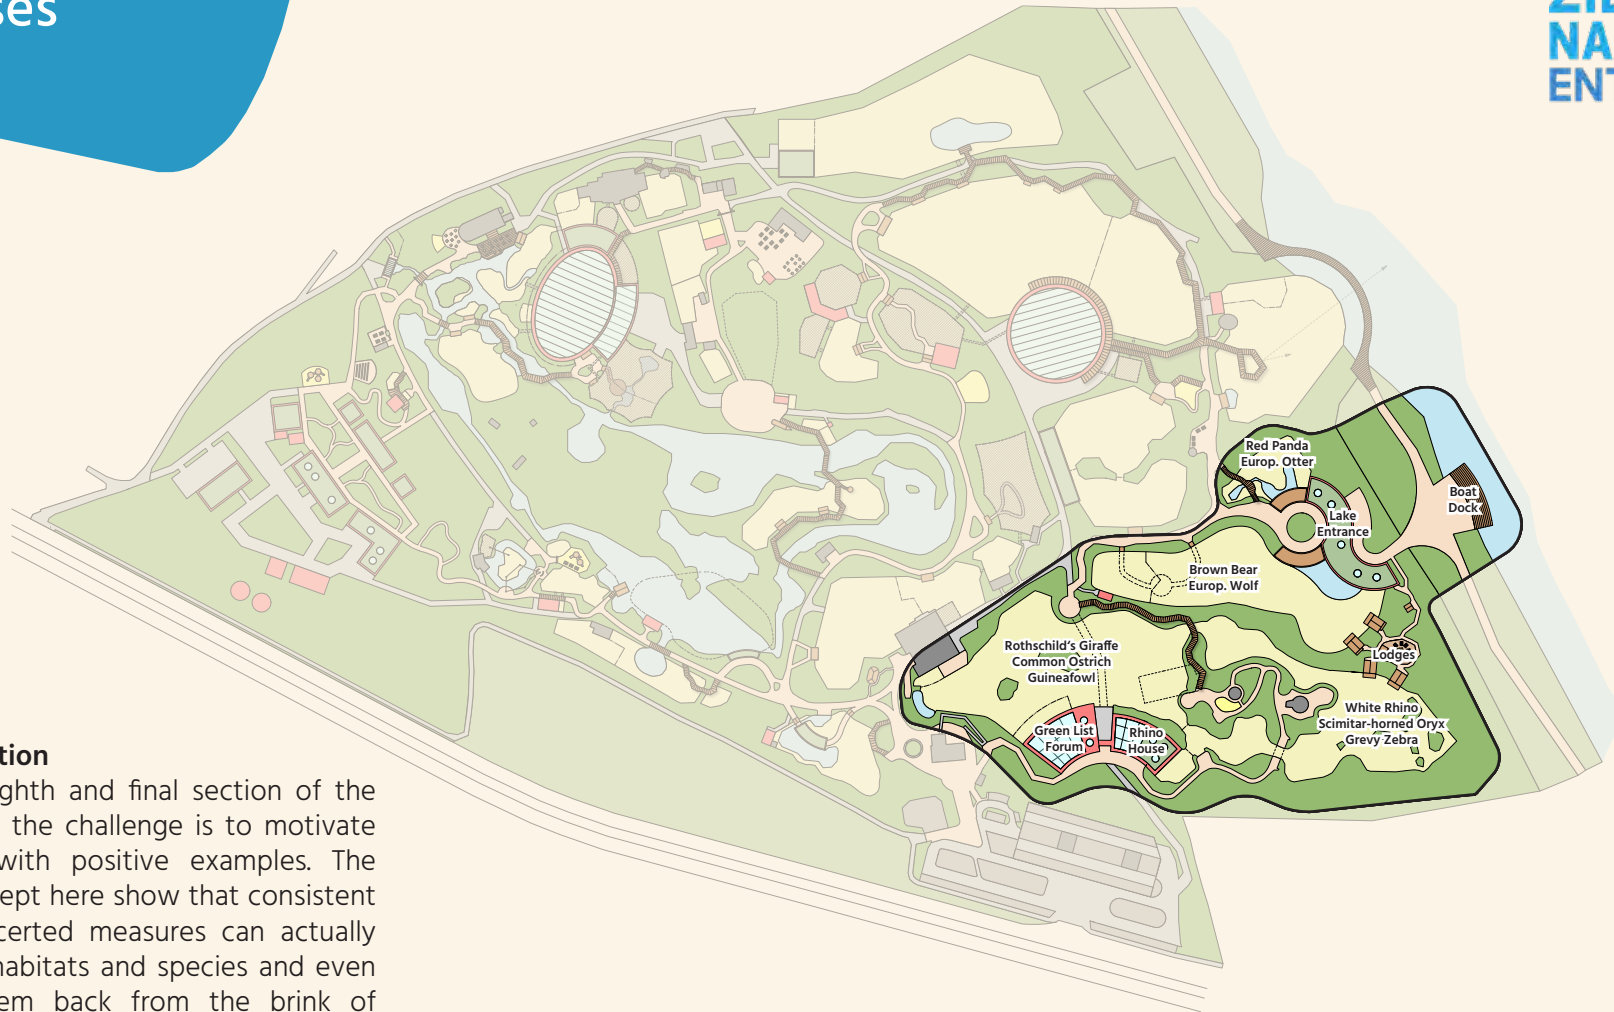 ses
NA
ENT
Red Panda
Europ. Otter
Boat
Dock
Lake
Entrance
Brown Bear
Europ. Wolf
Rothschild's Giraffe
Common Ostrich
Guineafowl
Lodges
White Rhino
Scimitar-horned Oryx
Grevy Zebra
Green List
Forum
Rhino
House
tion
ghth and final section of the
the challenge is to motivate
with positive examples. The
ept here show that consistent
certed measures can actually
habitats and species and even
em back from the brink of